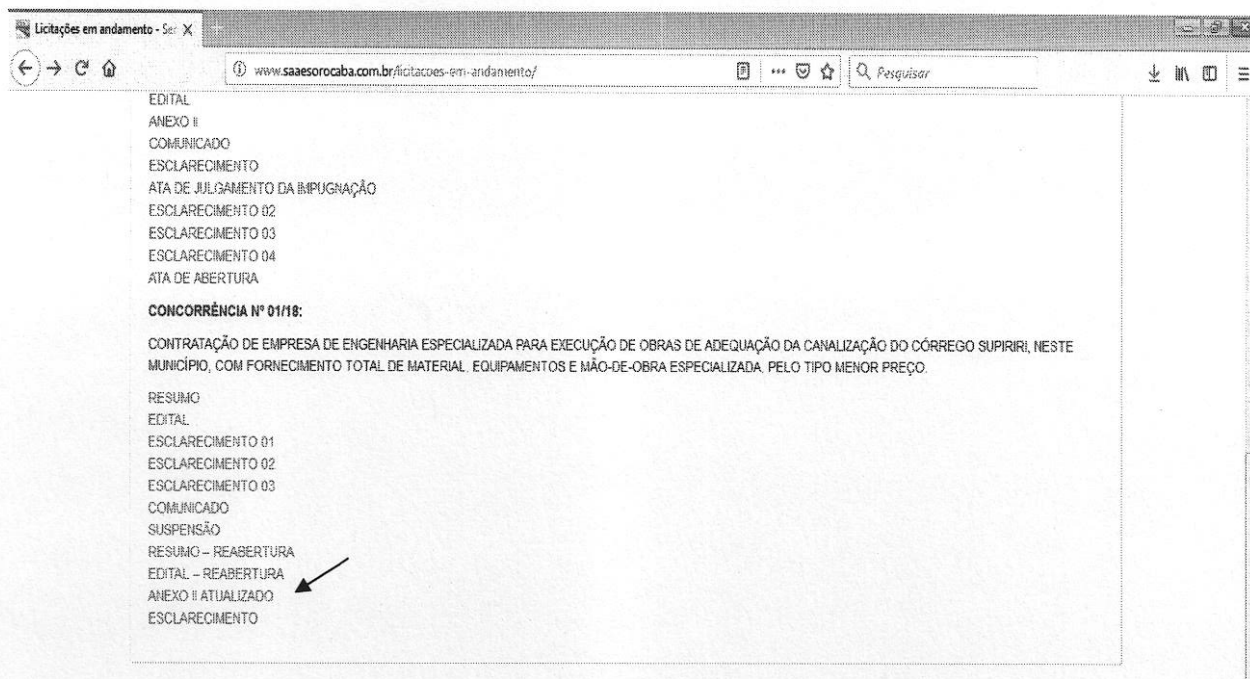 Licitações em andamento - Ser X
www.saaesorocaba.com.br/licitacoes-em-andamento/
Pesquisar
EDITAL
ANEXO II
COMUNICADO
ESCLARECIMENTO
ATA DE JULGAMENTO DA IMPUGNAÇÃO
ESCLARECIMENTO 02
ESCLARECIMENTO 03
ESCLARECIMENTO 04
ATA DE ABERTURA
CONCORRÊNCIA Nº 01/18:
CONTRATAÇÃO DE EMPRESA DE ENGENHARIA ESPECIALIZADA PARA EXECUÇÃO DE OBRAS DE ADEQUAÇÃO DA CANALIZAÇÃO DO CÓRREGO SUPIRIRI, NESTE
MUNICÍPIO, COM FORNECIMENTO TOTAL DE MATERIAL, EQUIPAMENTOS E MÃO-DE-OBRA ESPECIALIZADA, PELO TIPO MENOR PREÇO.
RESUMO
EDITAL
ESCLARECIMENTO 01
ESCLARECIMENTO 02
ESCLARECIMENTO 03
COMUNICADO
SUSPENSÃO
RESUMO – REABERTURA
EDITAL – REABERTURA
ANEXO II ATUALIZADO
ESCLARECIMENTO